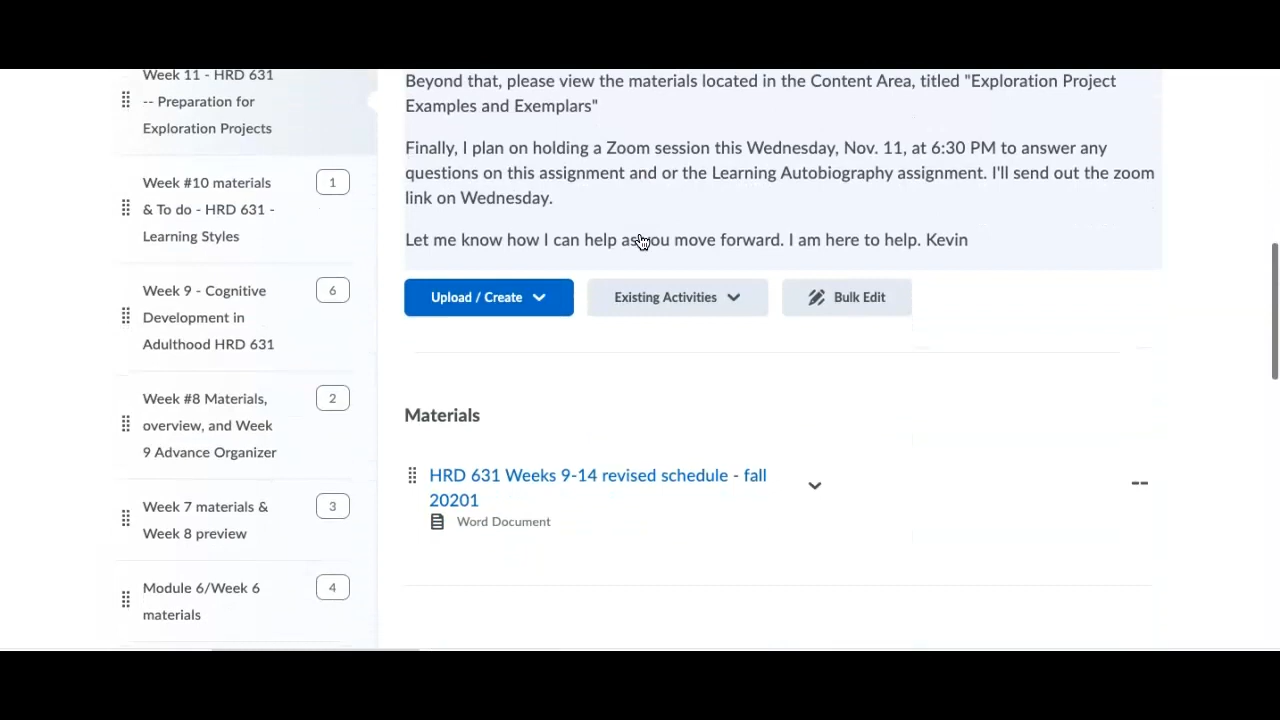 Week 11 - HRD 631
-- Preparation for
Exploration Projects
Week #10 materials
& To do - HRD 631 -
Learning Styles
1
Week 9 - Cognitive
Development in
Adulthood HRD 631
6
Week #8 Materials,
overview, and Week
9 Advance Organizer
2
Week 7 materials &
Week 8 preview
3
Module 6/Week 6
materials
4
Beyond that, please view the materials located in the Content Area, titled "Exploration Project
Examples and Exemplars"
Finally, I plan on holding a Zoom session this Wednesday, Nov. 11, at 6:30 PM to answer any
questions on this assignment and or the Learning Autobiography assignment. I'll send out the zoom
link on Wednesday.
Let me know how I can help as you move forward. I am here to help. Kevin
Upload / Create
Existing Activities
Bulk Edit
Materials
HRD 631 Weeks 9-14 revised schedule - fall
20201
Word Document
--